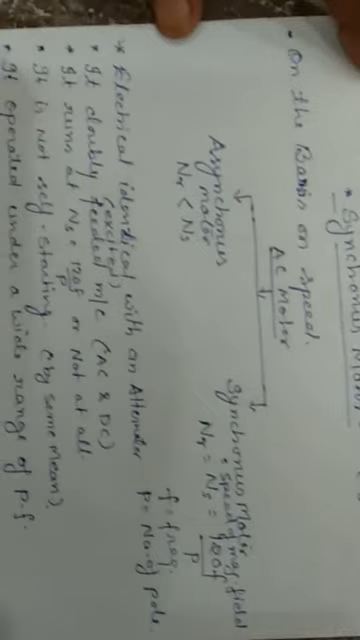 * Synchronous Motor
• On the Basis on speed.
AC Motor
Asynchronus motor
Nr < Ns
Synchronus Motor
Nr = Ns = 120f / P
• speed of mag. field
f = freq.
P = No. of pole.
* Electrical identical with an Alternator
* It doubly feeded m/c (AC & DC)
(excited)
* It runs at Ns = 120f / P or Not at all
* It is Not self-starting. (by some mean)
* It operated under a wide range of P.f.